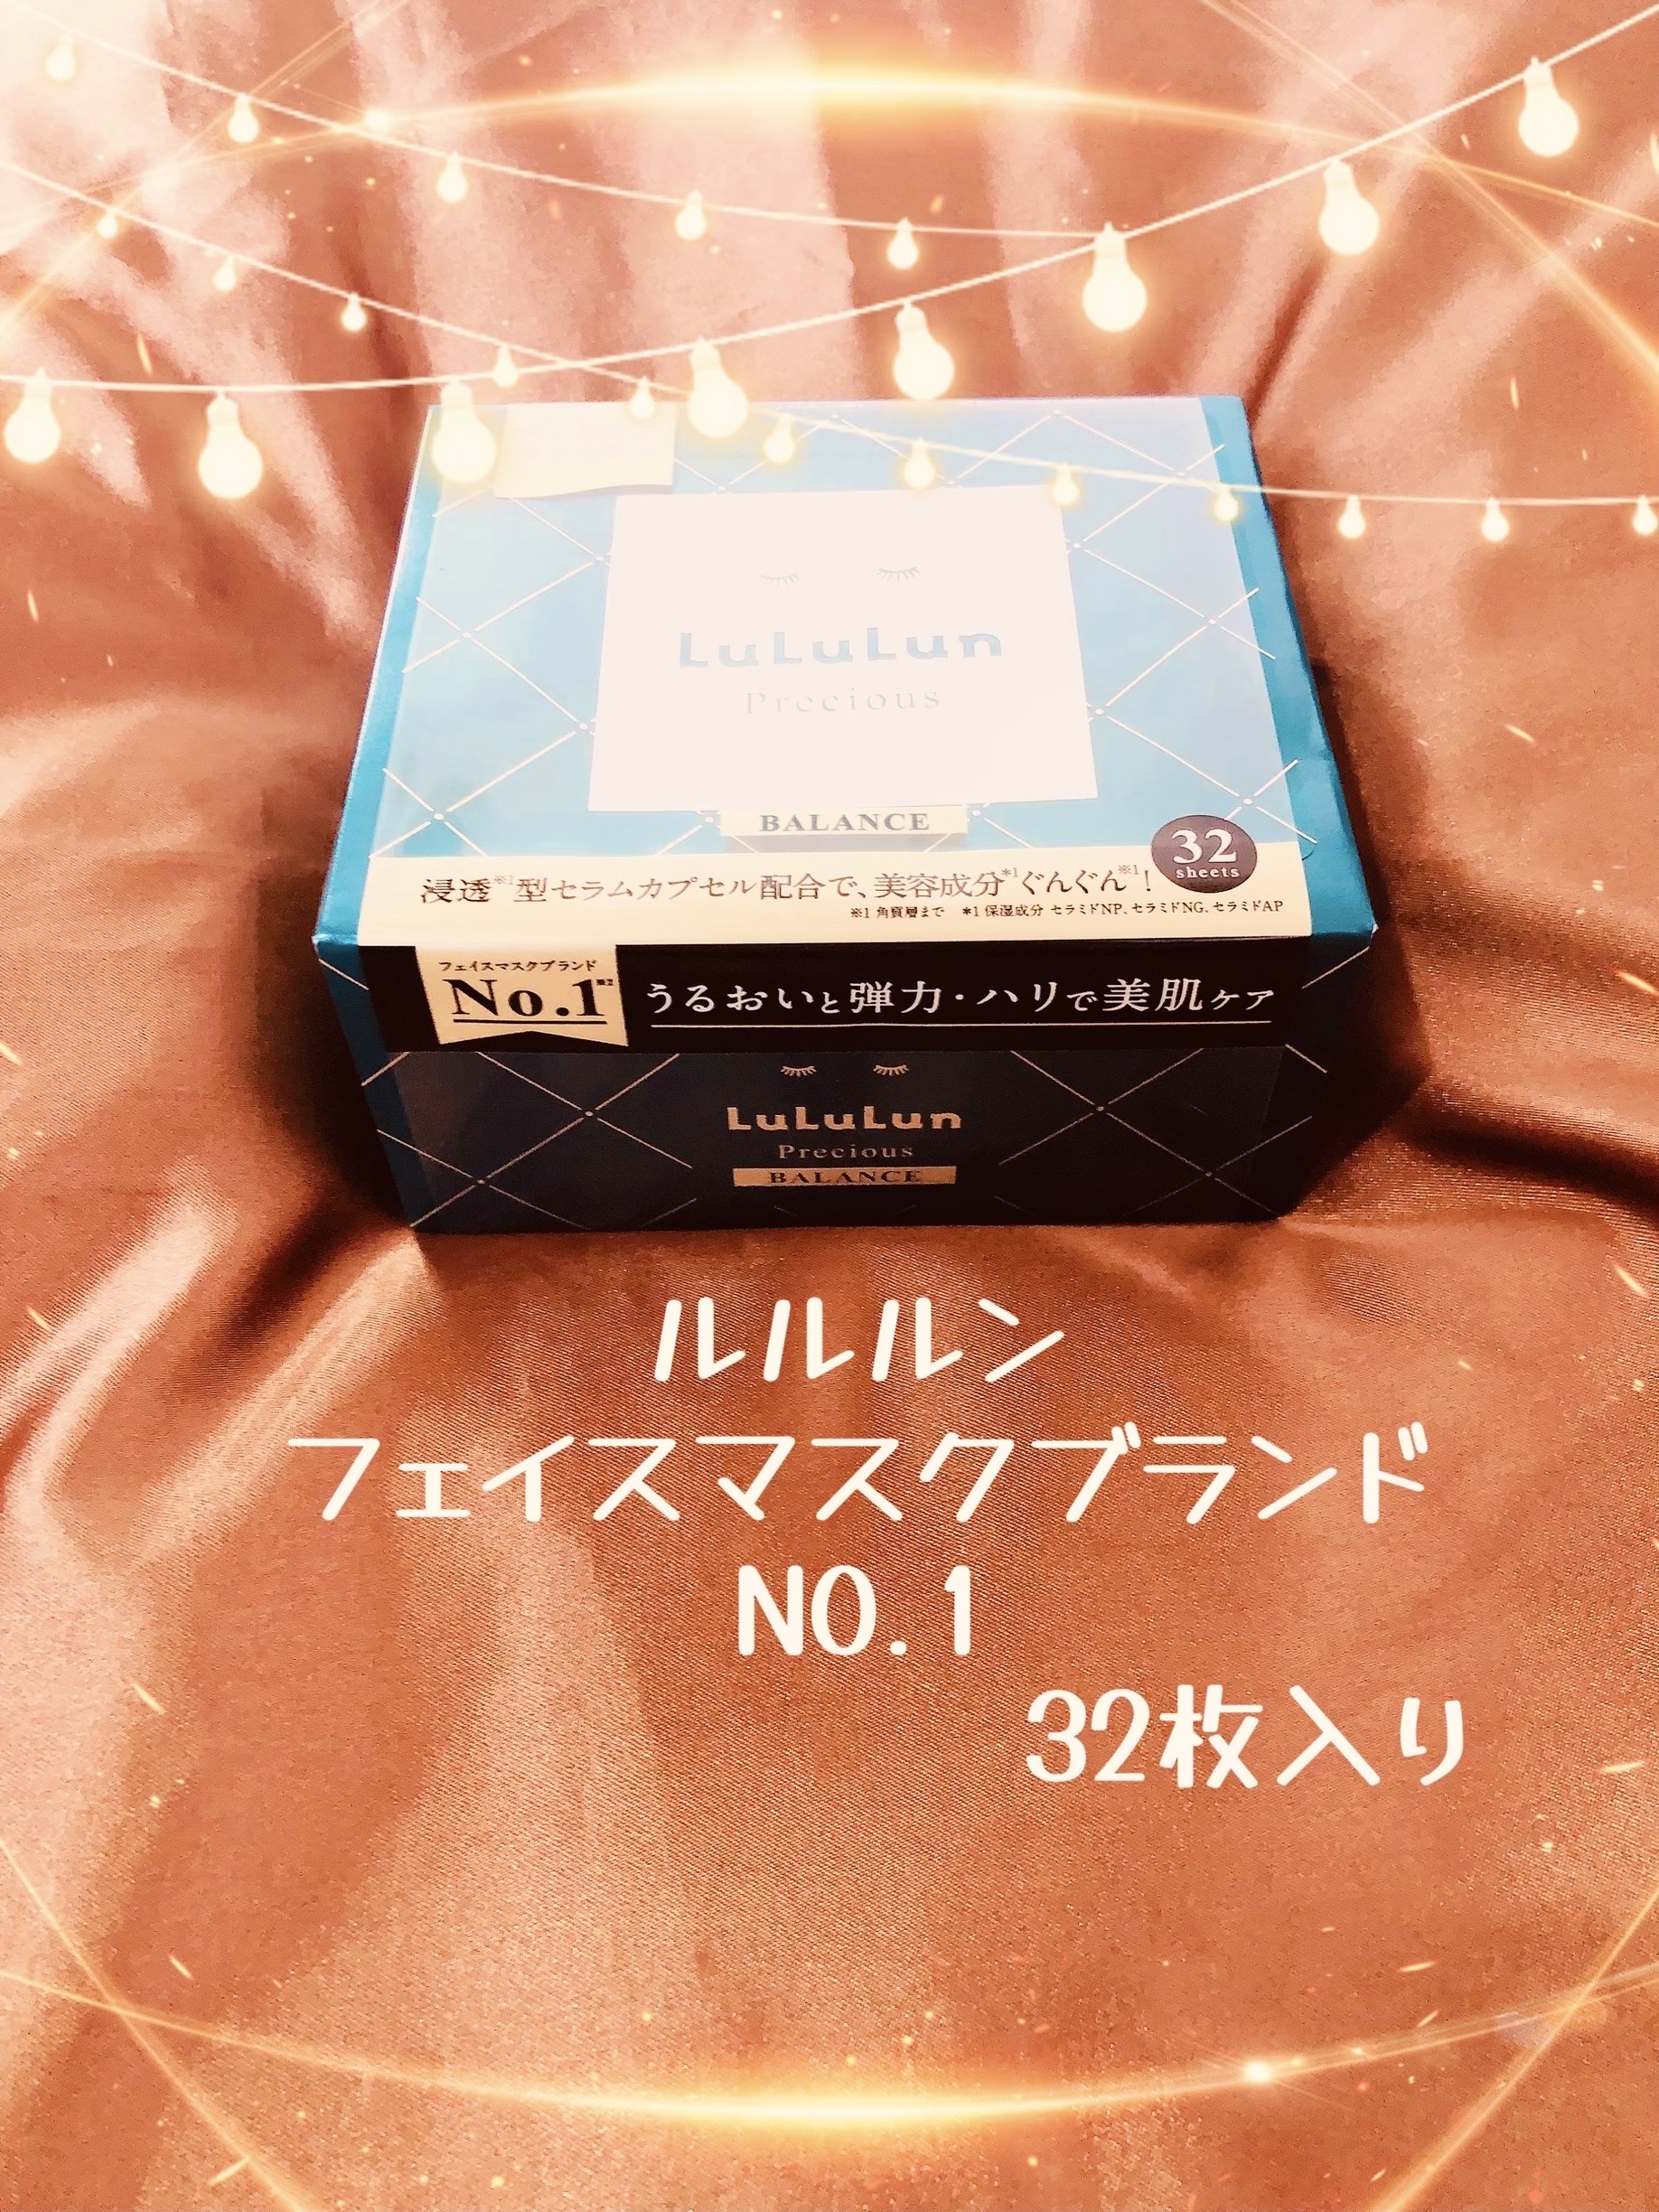 LuLuLun
Precious
BALANCE
32
sheets
浸透※1型セラムカプセル配合で、美容成分*1ぐんぐん※1!
※1 角質層まで *1 保湿成分 セラミドNP、セラミドNG、セラミドAP
フェイスマスクブランド
No.1※2
うるおいと弾力・ハリで美肌ケア
LuLuLun
Precious
BALANCE
ルルルン
フェイスマスクブランド
NO.1
32枚入り